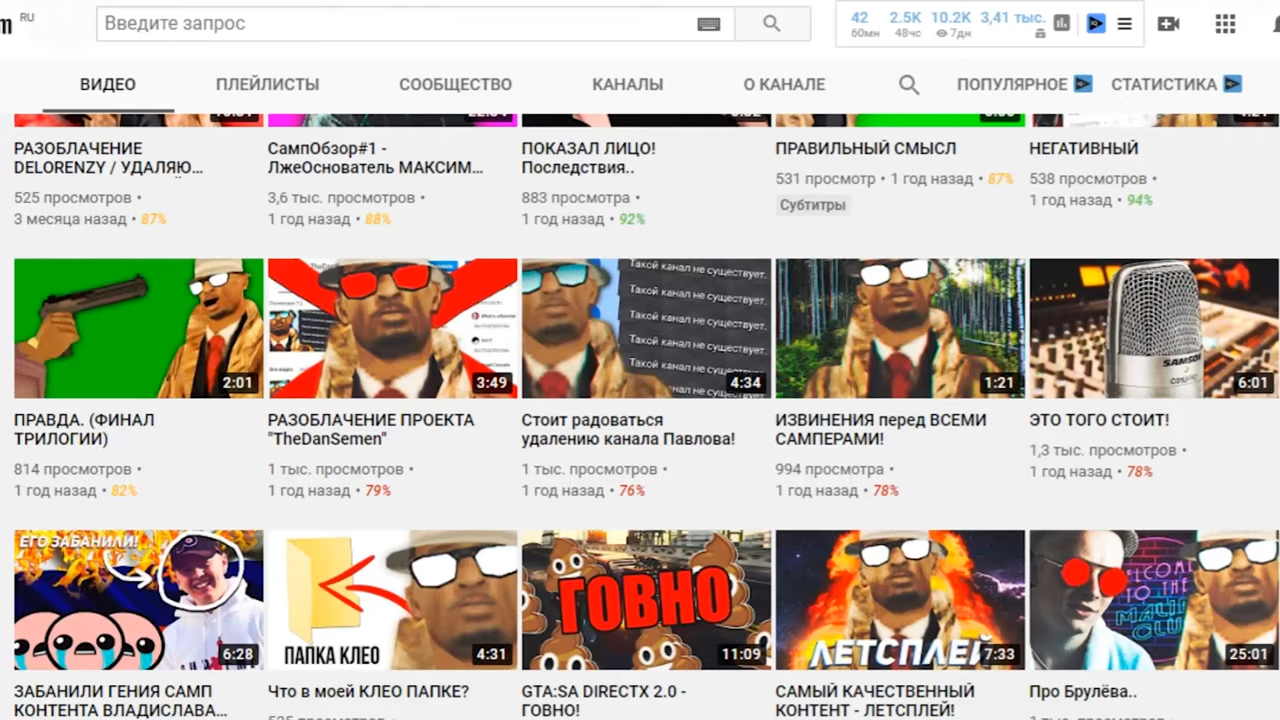 m RU
Введите запрос
42 2.5K 10.2K 3,41 тыс.
60мн 48чс 7дн
ВИДЕО ПЛЕЙЛИСТЫ СООБЩЕСТВО КАНАЛЫ О КАНАЛЕ ПОПУЛЯРНОЕ СТАТИСТИКА
РАЗОБЛАЧЕНИЕ
DELORENZY / УДАЛЯЮ...
525 просмотров •
3 месяца назад • 87%
СампОбзор#1 -
ЛжеОснователь МАКСИМ...
3,6 тыс. просмотров •
1 год назад • 88%
ПОКАЗАЛ ЛИЦО!
Последствия..
883 просмотра •
1 год назад • 92%
ПРАВИЛЬНЫЙ СМЫСЛ
531 просмотр • 1 год назад • 87%
Субтитры
НЕГАТИВНЫЙ
538 просмотров •
1 год назад • 94%
2:01
ПРАВДА. (ФИНАЛ
ТРИЛОГИИ)
814 просмотров •
1 год назад • 82%
3:49
РАЗОБЛАЧЕНИЕ ПРОЕКТА
"TheDanSemen"
1 тыс. просмотров •
1 год назад • 79%
Такой канал не существует.
Такой канал не существует.
Такой канал не существует.
Такой канал не существует.
Такой канал не существует.
4:34
Стоит радоваться
удалению канала Павлова!
1 тыс. просмотров •
1 год назад • 76%
1:21
ИЗВИНЕНИЯ перед ВСЕМИ
САМПЕРАМИ!
994 просмотра •
1 год назад • 78%
SAMSON
6:01
ЭТО ТОГО СТОИТ!
1,3 тыс. просмотров •
1 год назад • 78%
ЕГО ЗАБАНИЛИ!
6:28
ЗАБАНИЛИ ГЕНИЯ САМП
КОНТЕНТА ВЛАДИСЛАВА...
ПАПКА КЛЕО
4:31
Что в моей КЛЕО ПАПКЕ?
ГОВНО
11:09
GTA:SA DIRECTX 2.0 -
ГОВНО!
ЛЕТСПЛЕЙ
7:33
САМЫЙ КАЧЕСТВЕННЫЙ
КОНТЕНТ - ЛЕТСПЛЕЙ!
WELCOME
TO THE
MALIBU
CLUB
25:01
Про Брулёва..